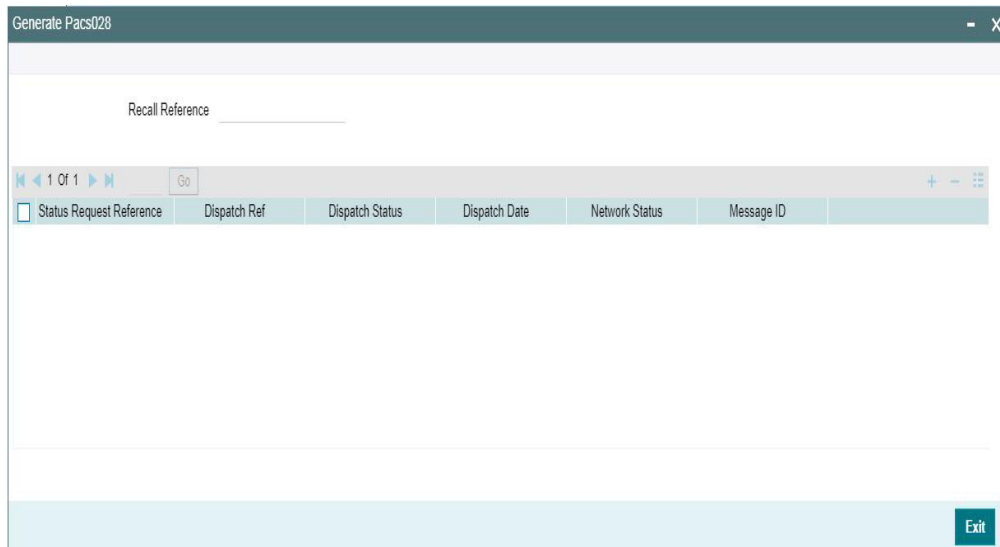 Generate Pacs028
Recall Reference
1 Of 1 Go
Status Request Reference Dispatch Ref Dispatch Status Dispatch Date Network Status Message ID
Exit